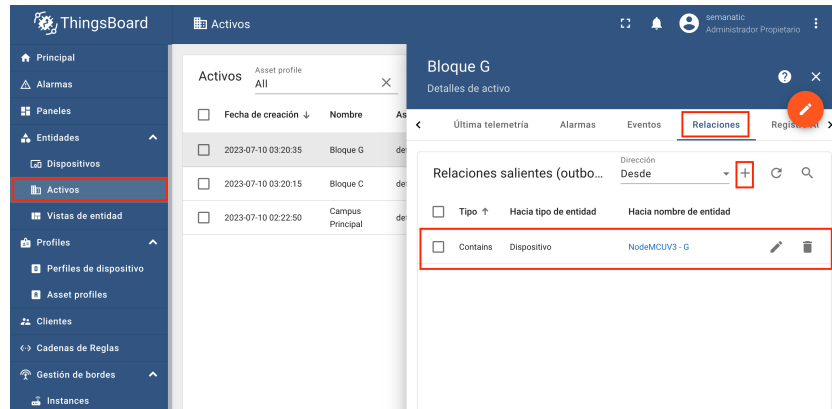 ThingsBoard
Activos
semanatic
Administrador Propietario
Principal
Alarmas
Paneles
Entidades
Dispositivos
Activos
Vistas de entidad
Profiles
Perfiles de dispositivo
Asset profiles
Clientes
Cadenas de Reglas
Gestión de bordes
Instances
Activos
Asset profile
All
Fecha de creación Nombre
2023-07-10 03:20:35 Bloque G
2023-07-10 03:20:15 Bloque C
2023-07-10 02:22:50 Campus
Principal
Bloque G
Detalles de activo
Última telemetría Alarmas Eventos Relaciones
Relaciones salientes (outbo...
Dirección
Desde
Tipo Hacia tipo de entidad Hacia nombre de entidad
Contains Dispositivo NodeMCUV3 - G